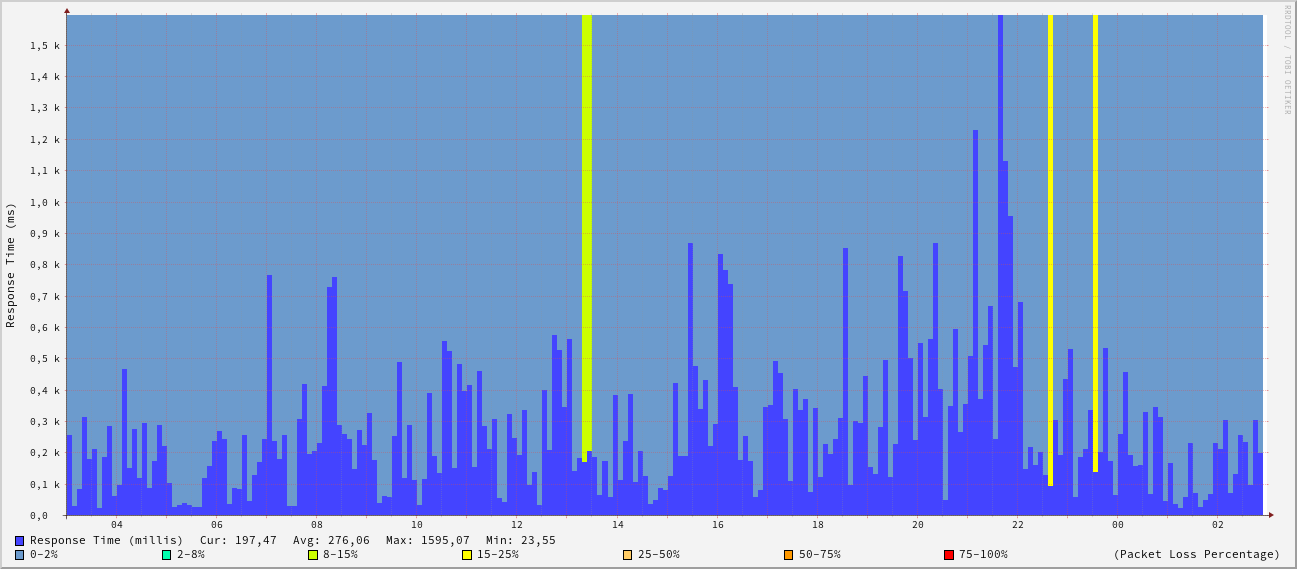 RRDTOOL / TOBI OETIKER
Response Time (ms)
1,5 k
1,4 k
1,3 k
1,2 k
1,1 k
1,0 k
0,9 k
0,8 k
0,7 k
0,6 k
0,5 k
0,4 k
0,3 k
0,2 k
0,1 k
0,0
04 06 08 10 12 14 16 18 20 22 00 02
Response Time (millis) Cur: 197,47 Avg: 276,06 Max: 1595,07 Min: 23,55
0-2% 2-8% 8-15% 15-25% 25-50% 50-75% 75-100% (Packet Loss Percentage)